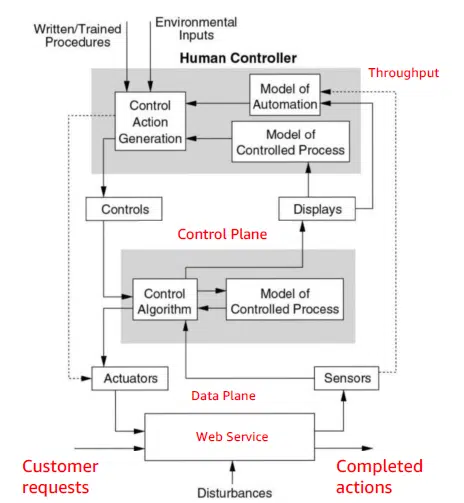 Written/Trained
Procedures
Environmental
Inputs
Human Controller
Throughput
Control
Action
Generation
Model of
Automation
Model of
Controlled Process
Controls
Displays
Control Plane
Control
Algorithm
Model of
Controlled Process
Actuators
Sensors
Data Plane
Web Service
Customer
requests
Completed
actions
Disturbances